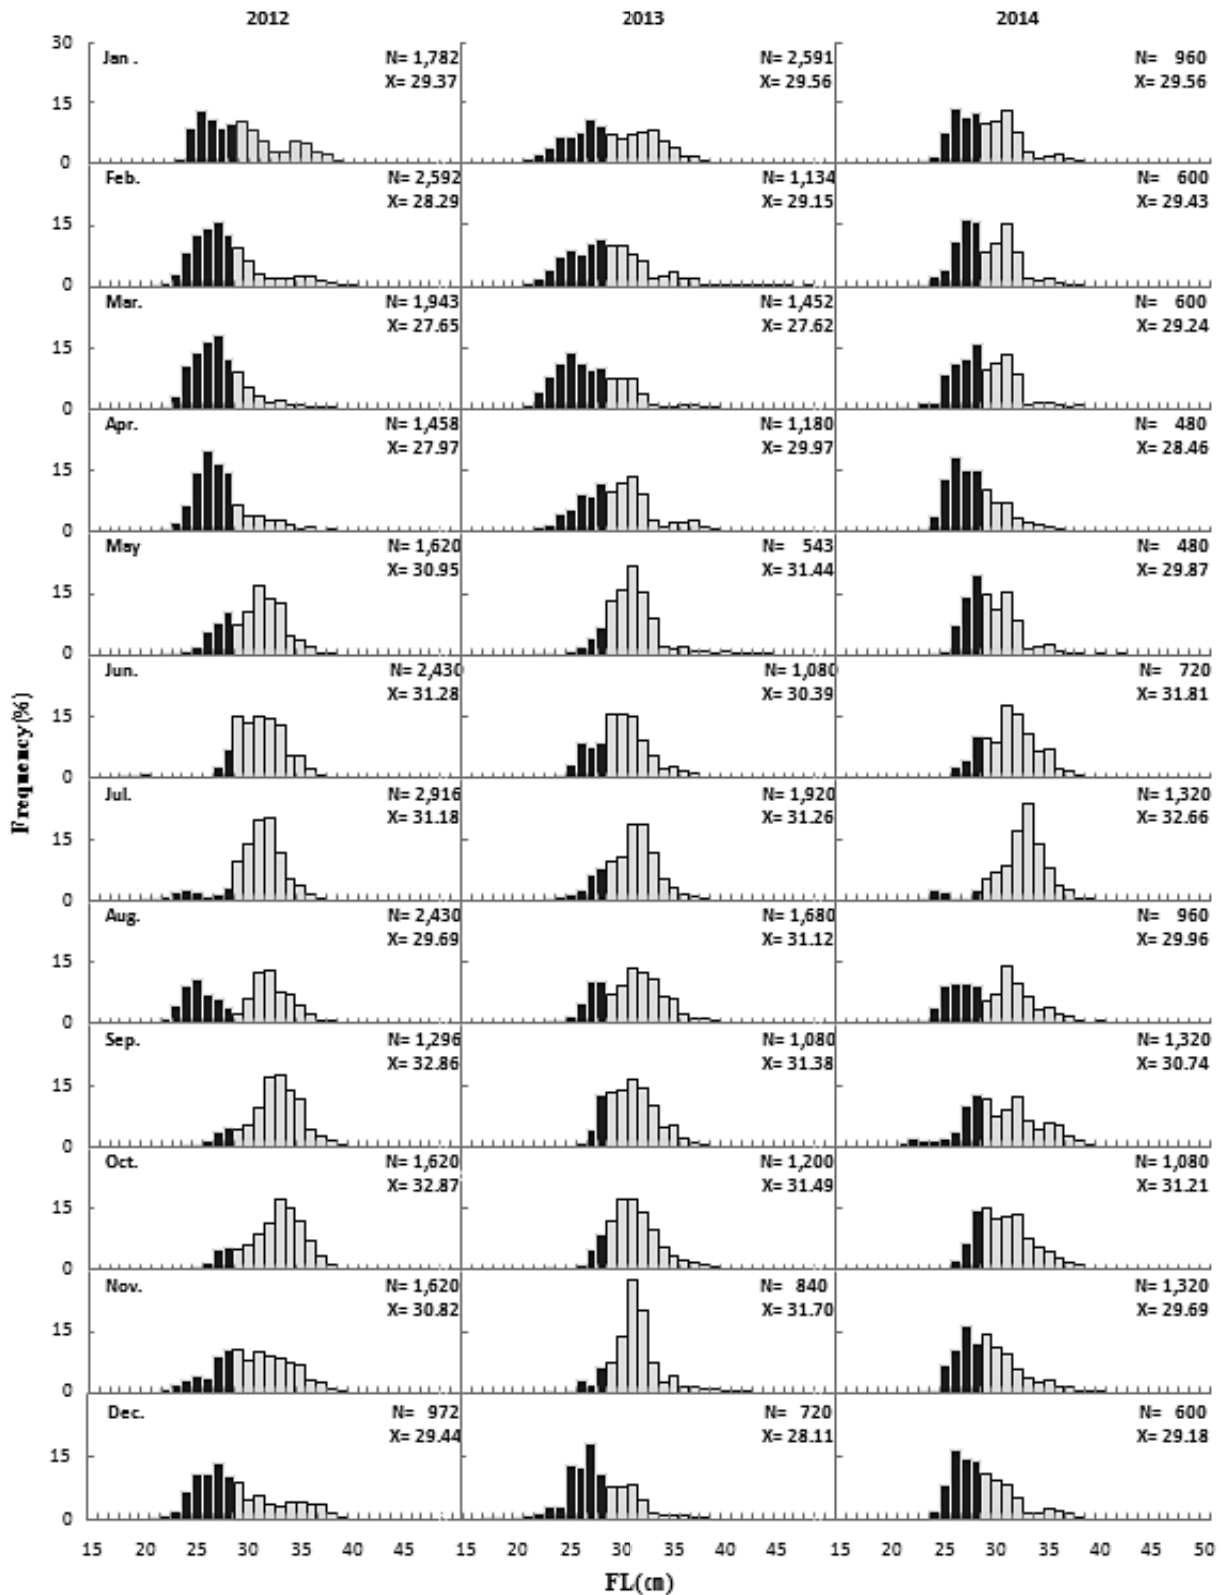 2012 2013 2014
30
Jan . N= 1,782 N= 2,591 N= 960
X= 29.37 X= 29.56 X= 29.56
15
0
Feb. N= 2,592 N= 1,134 N= 600
X= 28.29 X= 29.15 X= 29.43
15
0
Mar. N= 1,943 N= 1,452 N= 600
X= 27.65 X= 27.62 X= 29.24
15
0
Apr. N= 1,458 N= 1,180 N= 480
X= 27.97 X= 29.97 X= 28.46
15
0
May N= 1,620 N= 543 N= 480
X= 30.95 X= 31.44 X= 29.87
15
0
Jun. N= 2,430 N= 1,080 N= 720
X= 31.28 X= 30.39 X= 31.81
15
0
Frequency(%)
Jul. N= 2,916 N= 1,920 N= 1,320
X= 31.18 X= 31.26 X= 32.66
15
0
Aug. N= 2,430 N= 1,680 N= 960
X= 29.69 X= 31.12 X= 29.96
15
0
Sep. N= 1,296 N= 1,080 N= 1,320
X= 32.86 X= 31.38 X= 30.74
15
0
Oct. N= 1,620 N= 1,200 N= 1,080
X= 32.87 X= 31.49 X= 31.21
15
0
Nov. N= 1,620 N= 840 N= 1,320
X= 30.82 X= 31.70 X= 29.69
15
0
Dec. N= 972 N= 720 N= 600
X= 29.44 X= 28.11 X= 29.18
15
0
15 20 25 30 35 40 45 15 20 25 30 35 40 45 15 20 25 30 35 40 45 50
FL(㎝)